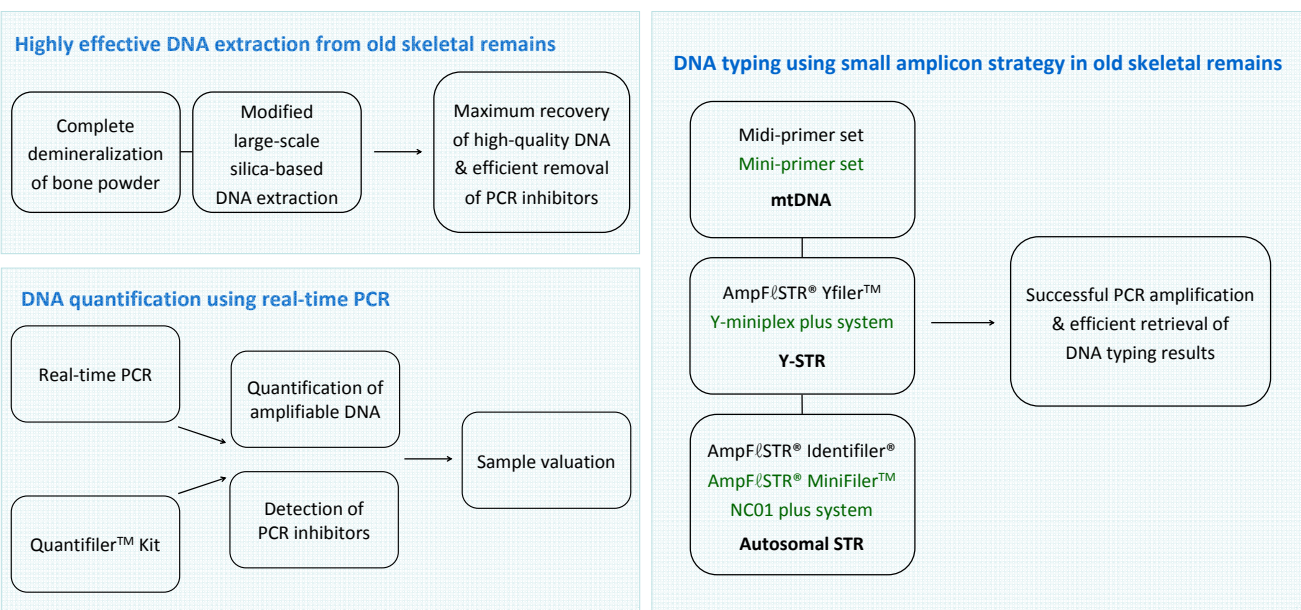 Highly effective DNA extraction from old skeletal remains
Complete
demineralization
of bone powder
Modified
large-scale
silica-based
DNA extraction
Maximum recovery
of high-quality DNA
& efficient removal
of PCR inhibitors
DNA quantification using real-time PCR
Real-time PCR
Quantifiler™ Kit
Quantification of
amplifiable DNA
Detection of
PCR inhibitors
Sample valuation
DNA typing using small amplicon strategy in old skeletal remains
Midi-primer set
Mini-primer set
mtDNA
AmpFℓSTR® Yfiler™
Y-miniplex plus system
Y-STR
AmpFℓSTR® Identifiler®
AmpFℓSTR® MiniFiler™
NC01 plus system
Autosomal STR
Successful PCR amplification
& efficient retrieval of
DNA typing results